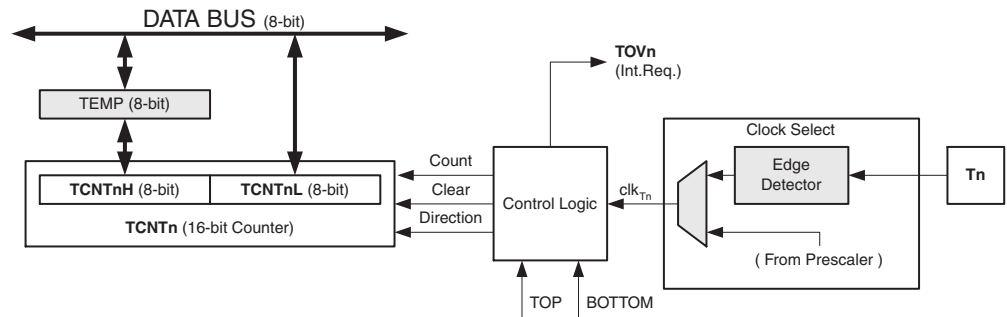 DATA BUS (8-bit)
TOVn
(Int.Req.)
TEMP (8-bit)
Clock Select
TCNTnH (8-bit)
TCNTnL (8-bit)
TCNTn (16-bit Counter)
Count
Clear
Direction
Control Logic
clkTn
Edge
Detector
Tn
( From Prescaler )
TOP
BOTTOM